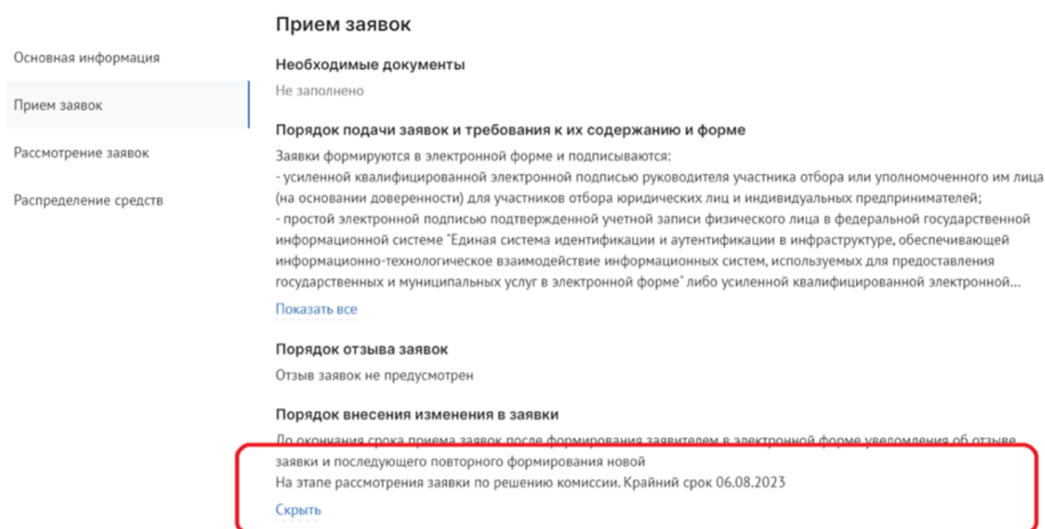 Прием заявок
Основная информация
Прием заявок
Рассмотрение заявок
Распределение средств
Необходимые документы
Не заполнено
Порядок подачи заявок и требования к их содержанию и форме
Заявки формируются в электронной форме и подписываются:
- усиленной квалифицированной электронной подписью руководителя участника отбора или уполномоченного им лица
(на основании доверенности) для участников отбора юридических лиц и индивидуальных предпринимателей;
- простой электронной подписью подтвержденной учетной записи физического лица в федеральной государственной
информационной системе "Единая система идентификации и аутентификации в инфраструктуре, обеспечивающей
информационно-технологическое взаимодействие информационных систем, используемых для предоставления
государственных и муниципальных услуг в электронной форме" либо усиленной квалифицированной электронной...
Показать все
Порядок отзыва заявок
Отзыв заявок не предусмотрен
Порядок внесения изменения в заявки
До окончания срока приема заявок после формирования заявителем в электронной форме уведомления об отзыве
заявки и последующего повторного формирования новой
На этапе рассмотрения заявки по решению комиссии. Крайний срок 06.08.2023
Скрыть